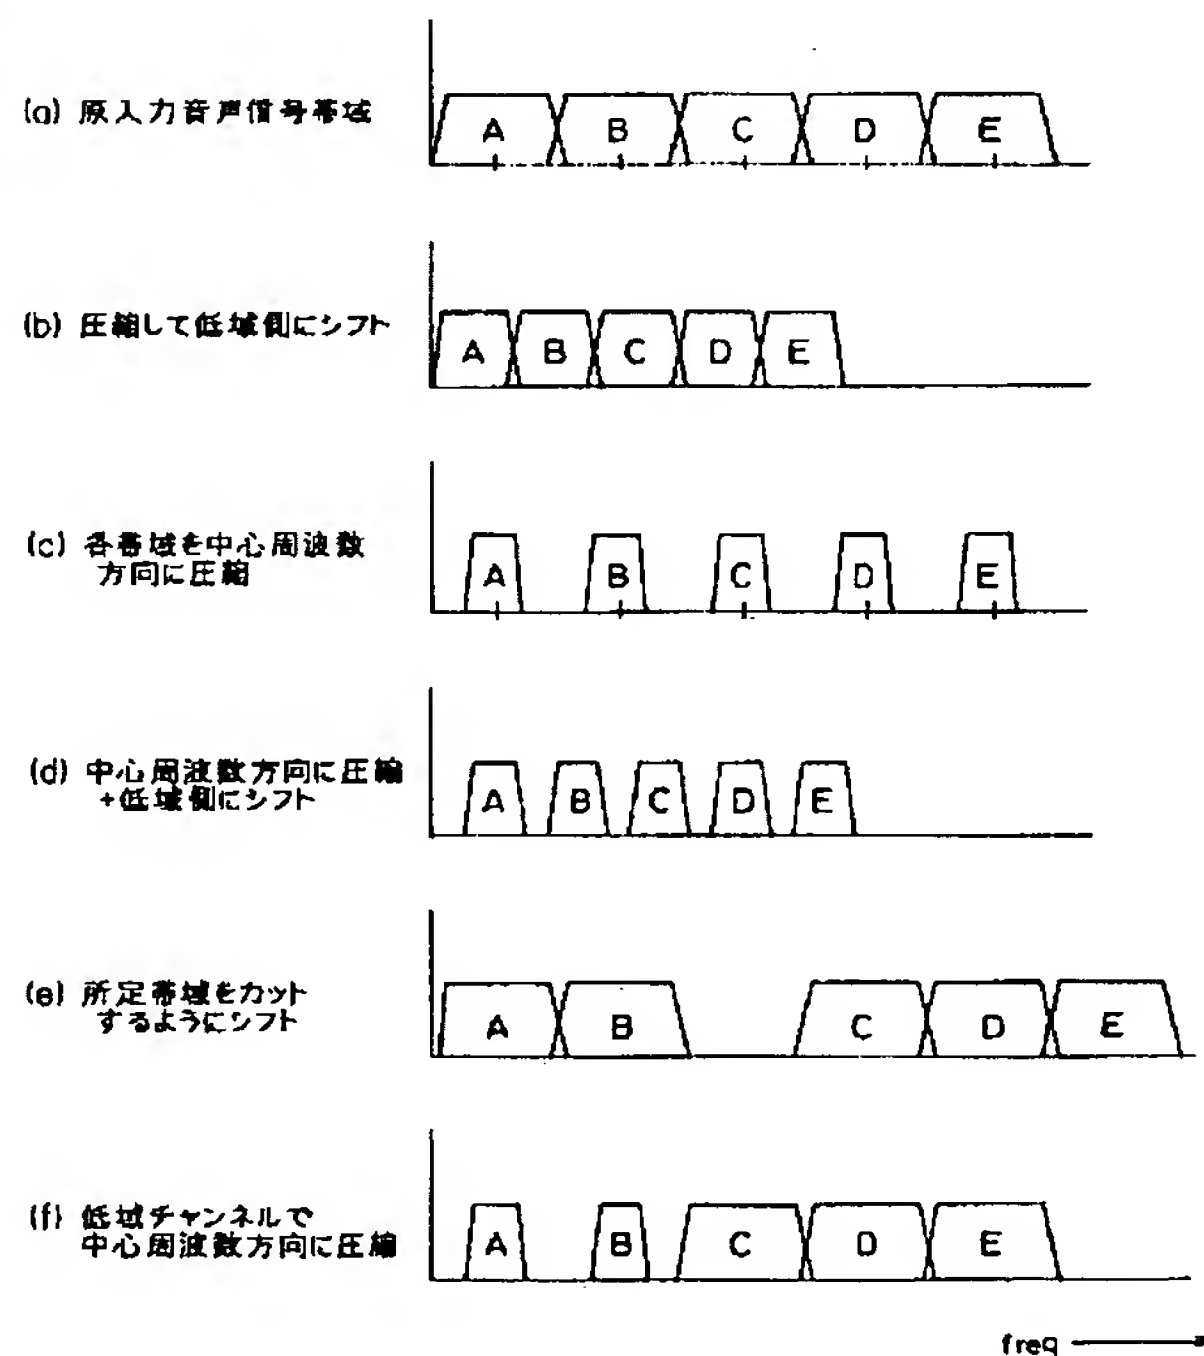 (a) 原入力音声信号帯域
A B C D E
(b) 圧縮して低域側にシフト
A B C D E
(c) 各帯域を中心周波数
方向に圧縮
A B C D E
(d) 中心周波数方向に圧縮
+低域側にシフト
A B C D E
(e) 所定帯域をカット
するようにシフト
A B C D E
(f) 低域チャンネルで
中心周波数方向に圧縮
A B C D E
freq